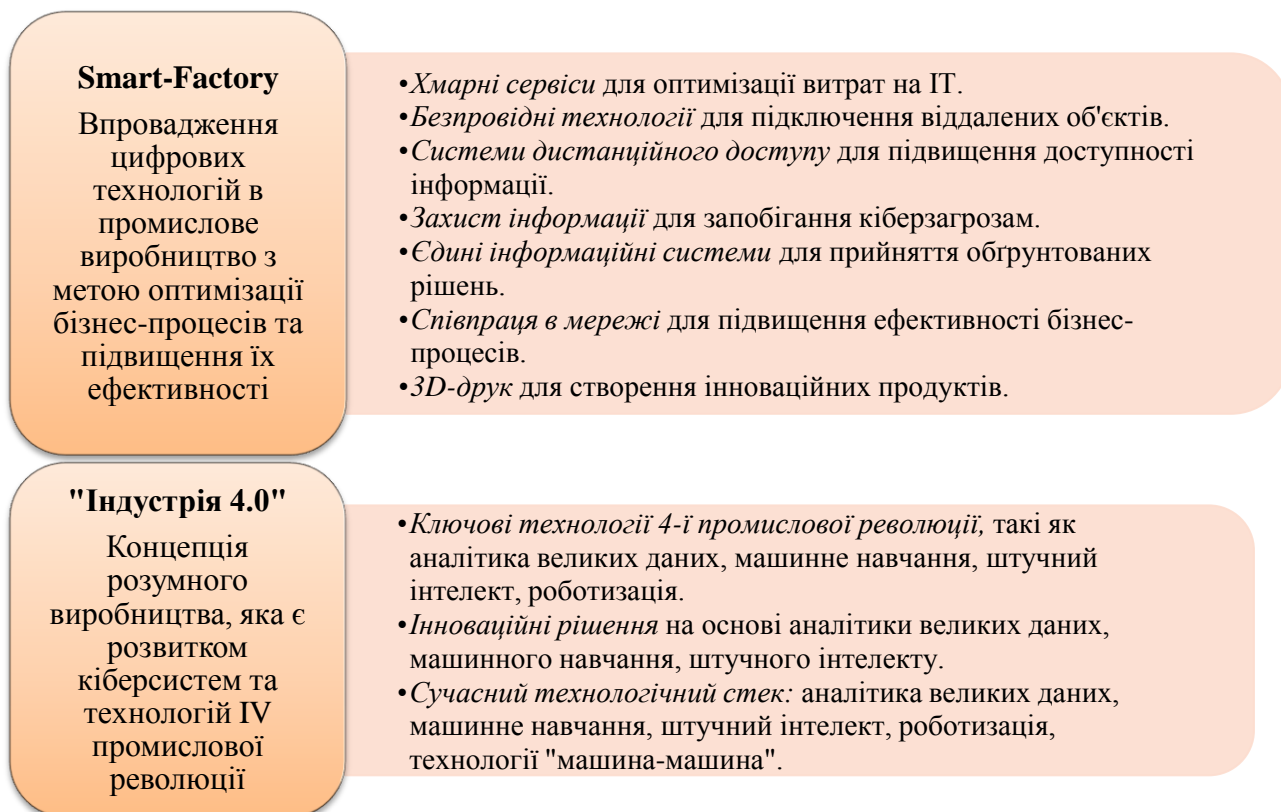 Smart-Factory
Впровадження
цифрових
технологій в
промислове
виробництво з
метою оптимізації
бізнес-процесів та
підвищення їх
ефективності
•Хмарні сервіси для оптимізації витрат на ІТ.
•Безпровідні технології для підключення віддалених об'єктів.
•Системи дистанційного доступу для підвищення доступності
інформації.
•Захист інформації для запобігання кіберзагрозам.
•Єдині інформаційні системи для прийняття обґрунтованих
рішень.
•Співпраця в мережі для підвищення ефективності бізнес-
процесів.
•3D-друк для створення інноваційних продуктів.
"Індустрія 4.0"
Концепція
розумного
виробництва, яка є
розвитком
кіберсистем та
технологій IV
промислової
революції
•Ключові технології 4-ї промислової революції, такі як
аналітика великих даних, машинне навчання, штучний
інтелект, роботизація.
•Інноваційні рішення на основі аналітики великих даних,
машинного навчання, штучного інтелекту.
•Сучасний технологічний стек: аналітика великих даних,
машинне навчання, штучний інтелект, роботизація,
технології "машина-машина".